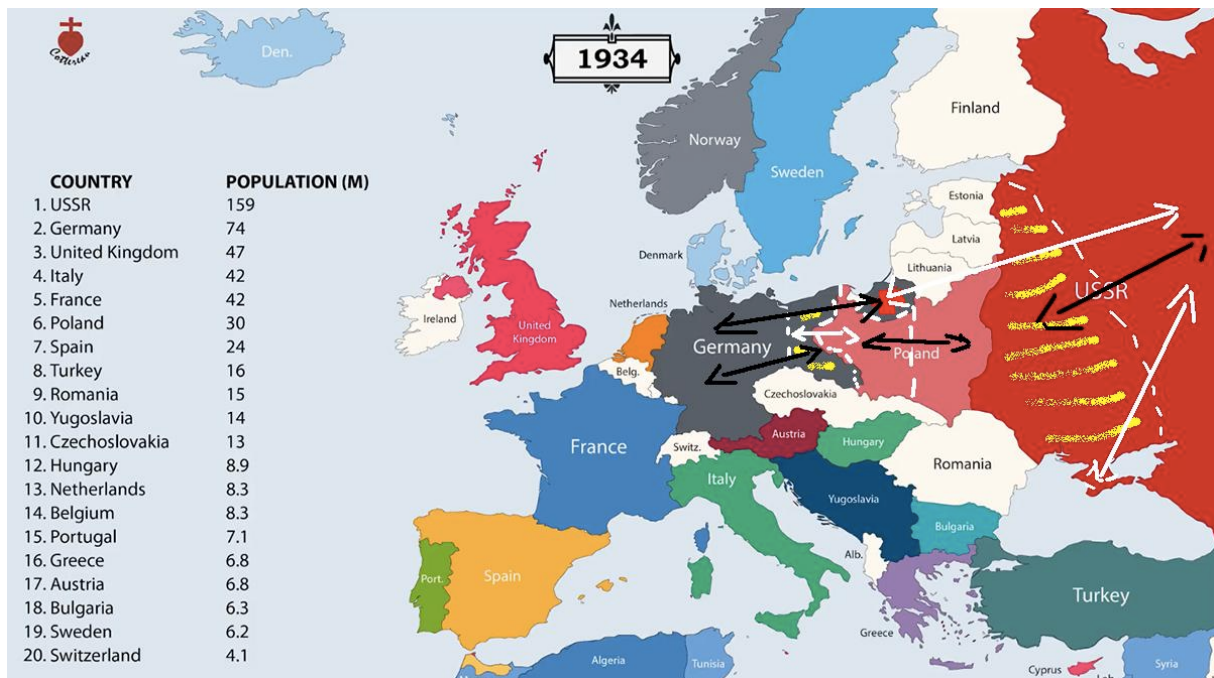 Cottereau
Den.
1934
Finland
Norway
Sweden
Estonia
Latvia
Lithuania
Denmark
USSR
COUNTRY POPULATION (M)
1. USSR 159
2. Germany 74
3. United Kingdom 47
4. Italy 42
5. France 42
6. Poland 30
7. Spain 24
8. Turkey 16
9. Romania 15
10. Yugoslavia 14
11. Czechoslovakia 13
12. Hungary 8.9
13. Netherlands 8.3
14. Belgium 8.3
15. Portugal 7.1
16. Greece 6.8
17. Austria 6.8
18. Bulgaria 6.3
19. Sweden 6.2
20. Switzerland 4.1
Netherlands
Ireland
United
Kingdom
Germany
Poland
Belg.
Czechoslovakia
France
Switz.
Austria
Hungary
Romania
Italy
Yugoslavia
Bulgaria
Alb.
Port.
Spain
Turkey
Greece
Algeria
Tunisia
Cyprus
Syria